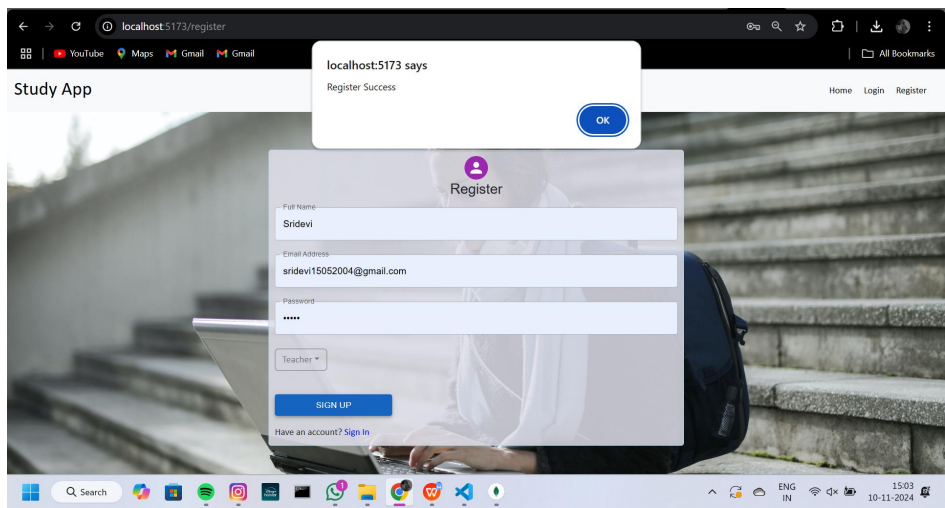 localhost:5173/register
YouTube Maps Gmail Gmail All Bookmarks
localhost:5173 says
Register Success
OK
Study App Home Login Register
Register
Full Name
Sridevi
Email Address
sridevi15052004@gmail.com
Password
•••••
Teacher
SIGN UP
Have an account? Sign In
Search 1 ENG 15:03
IN 10-11-2024